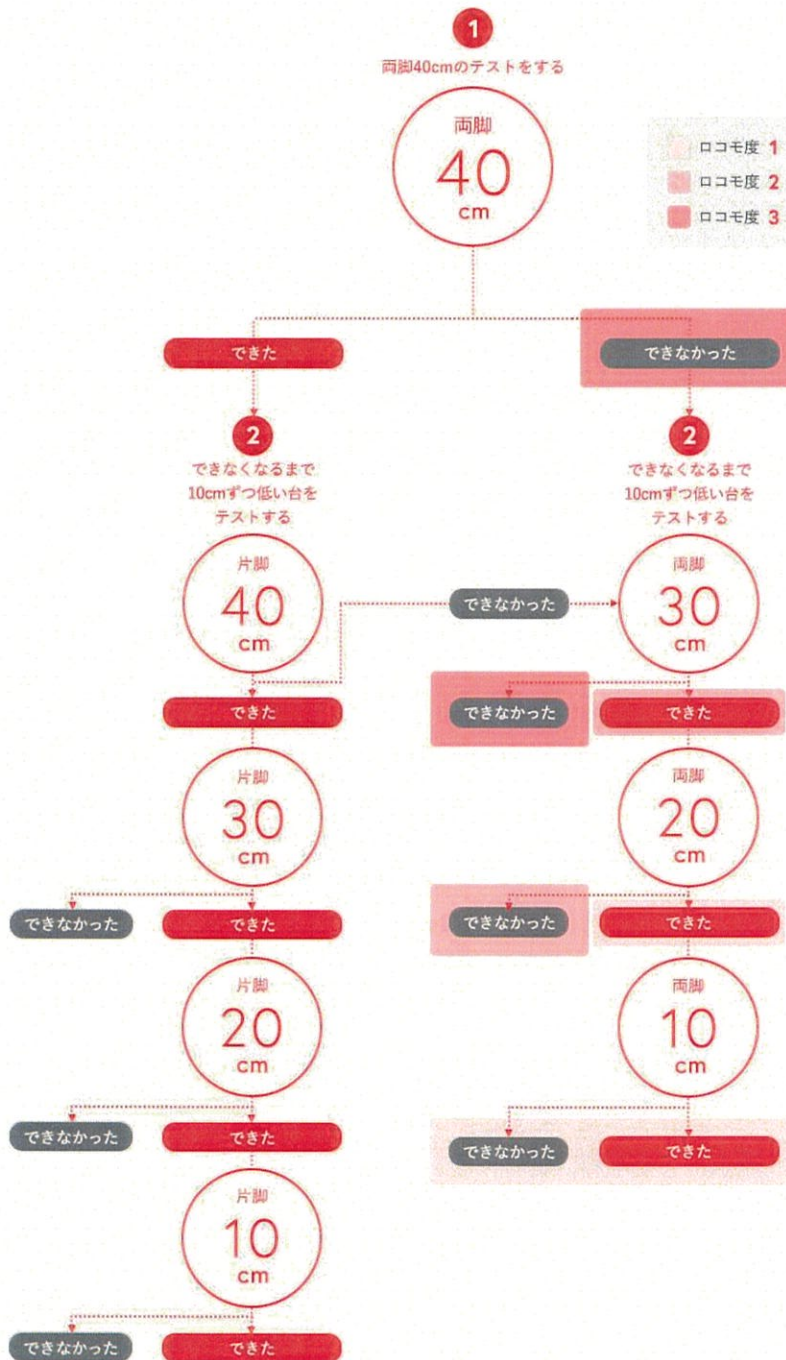 1
両脚40cmのテストをする
両脚
40
cm
ロコモ度 1
ロコモ度 2
ロコモ度 3
できた
できなかった
2
できなくなるまで
10cmずつ低い台を
テストする
2
できなくなるまで
10cmずつ低い台を
テストする
片脚
40
cm
できなかった
両脚
30
cm
できた
できなかった
できた
片脚
30
cm
両脚
20
cm
できなかった
できた
できなかった
できた
片脚
20
cm
両脚
10
cm
できなかった
できた
できなかった
できた
片脚
10
cm
できなかった
できた